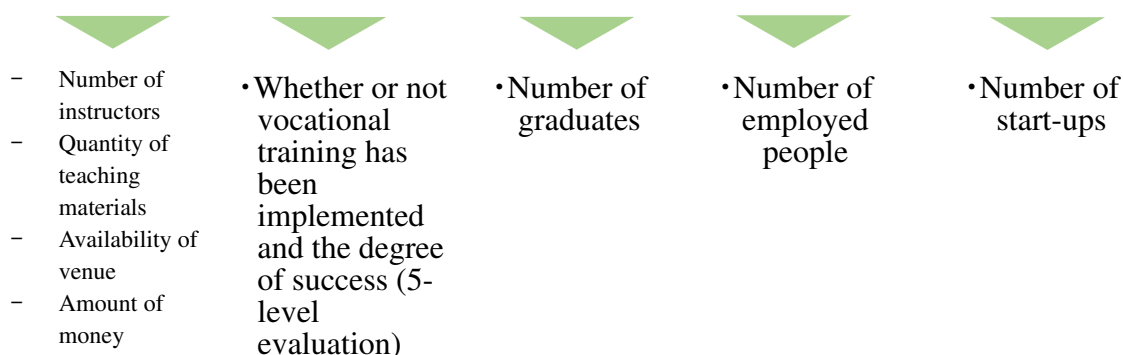 – Number of
instructors
– Quantity of
teaching
materials
– Availability of
venue
– Amount of
money
・Whether or not
vocational
training has
been
implemented
and the degree
of success (5-
level
evaluation)
・Number of
graduates
・Number of
employed
people
・Number of
start-ups